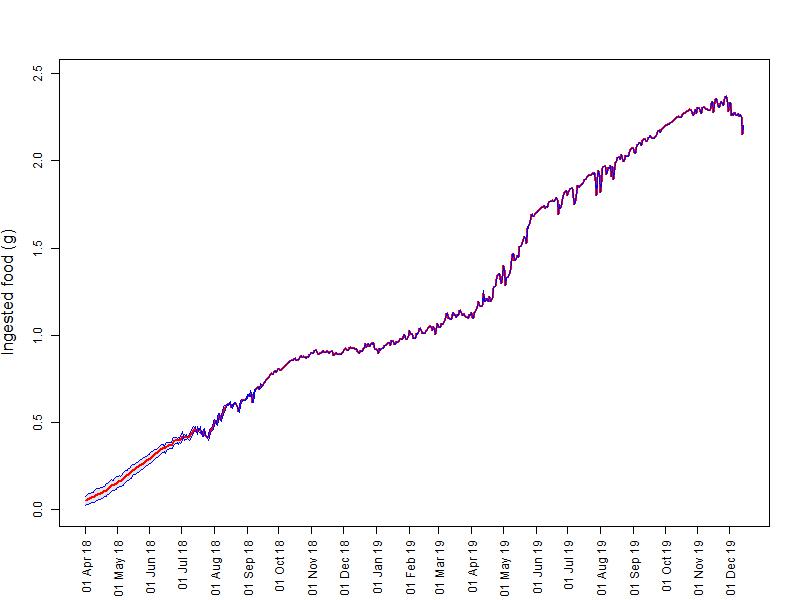 Ingested food (g)
2.5
2.0
1.5
1.0
0.5
0.0
01 Apr 18
01 May 18
01 Jun 18
01 Jul 18
01 Aug 18
01 Sep 18
01 Oct 18
01 Nov 18
01 Dec 18
01 Jan 19
01 Feb 19
01 Mar 19
01 Apr 19
01 May 19
01 Jun 19
01 Jul 19
01 Aug 19
01 Sep 19
01 Oct 19
01 Nov 19
01 Dec 19